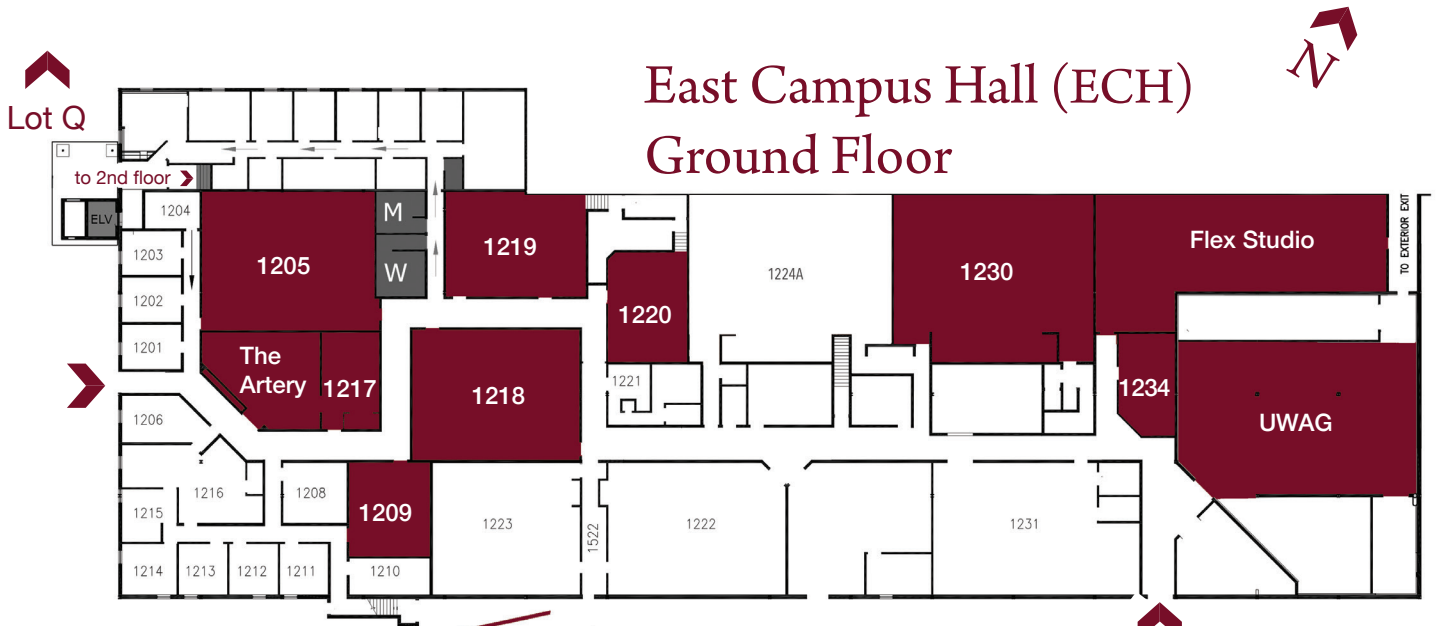 N
East Campus Hall (ECH)
Ground Floor
Lot Q
to 2nd floor
ELV
1204
M
W
1203
1205
1219
1224A
1230
Flex Studio
TO EXTERIOR EXIT
1202
1220
1201
The
Artery
1217
1218
1221
1234
UWAG
1206
1216
1208
1209
1223
1522
1222
1231
1215
1214
1213
1212
1211
1210